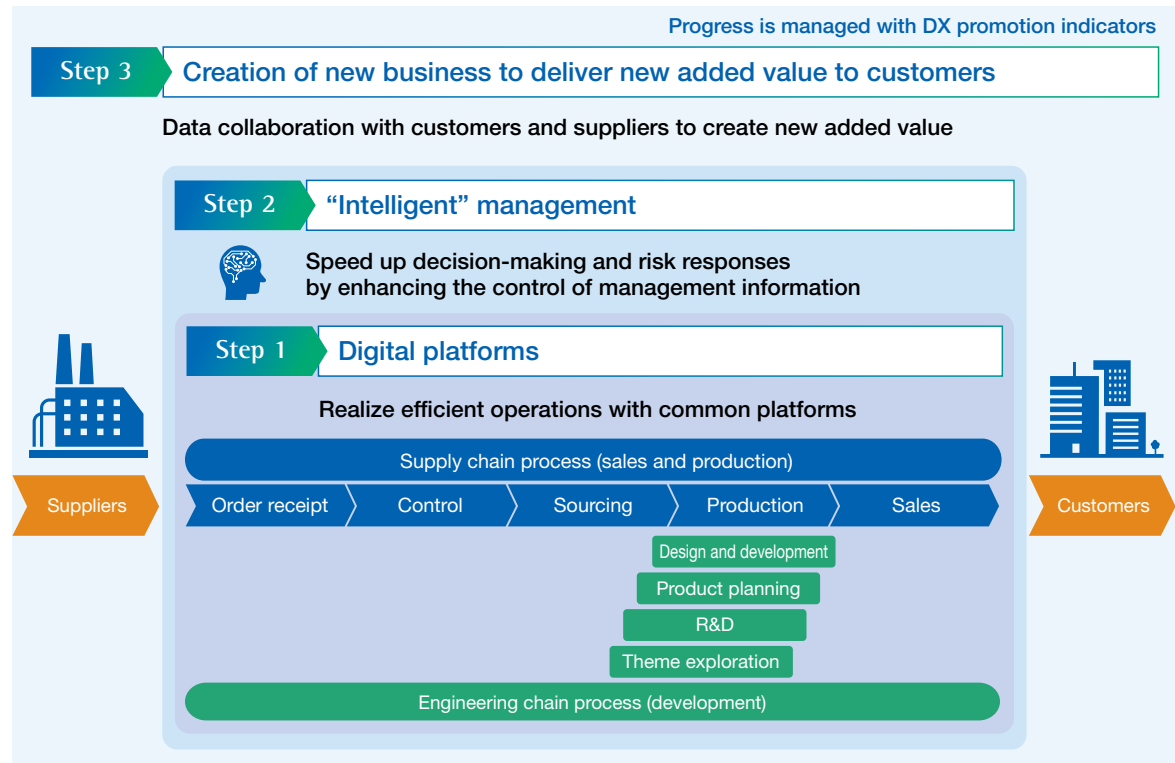 Progress is managed with DX promotion indicators
Step 3
Creation of new business to deliver new added value to customers
Data collaboration with customers and suppliers to create new added value
Step 2
“Intelligent” management
Speed up decision-making and risk responses
by enhancing the control of management information
Step 1
Digital platforms
Realize efficient operations with common platforms
Supply chain process (sales and production)
Suppliers
Order receipt
Control
Sourcing
Production
Sales
Customers
Design and development
Product planning
R&D
Theme exploration
Engineering chain process (development)